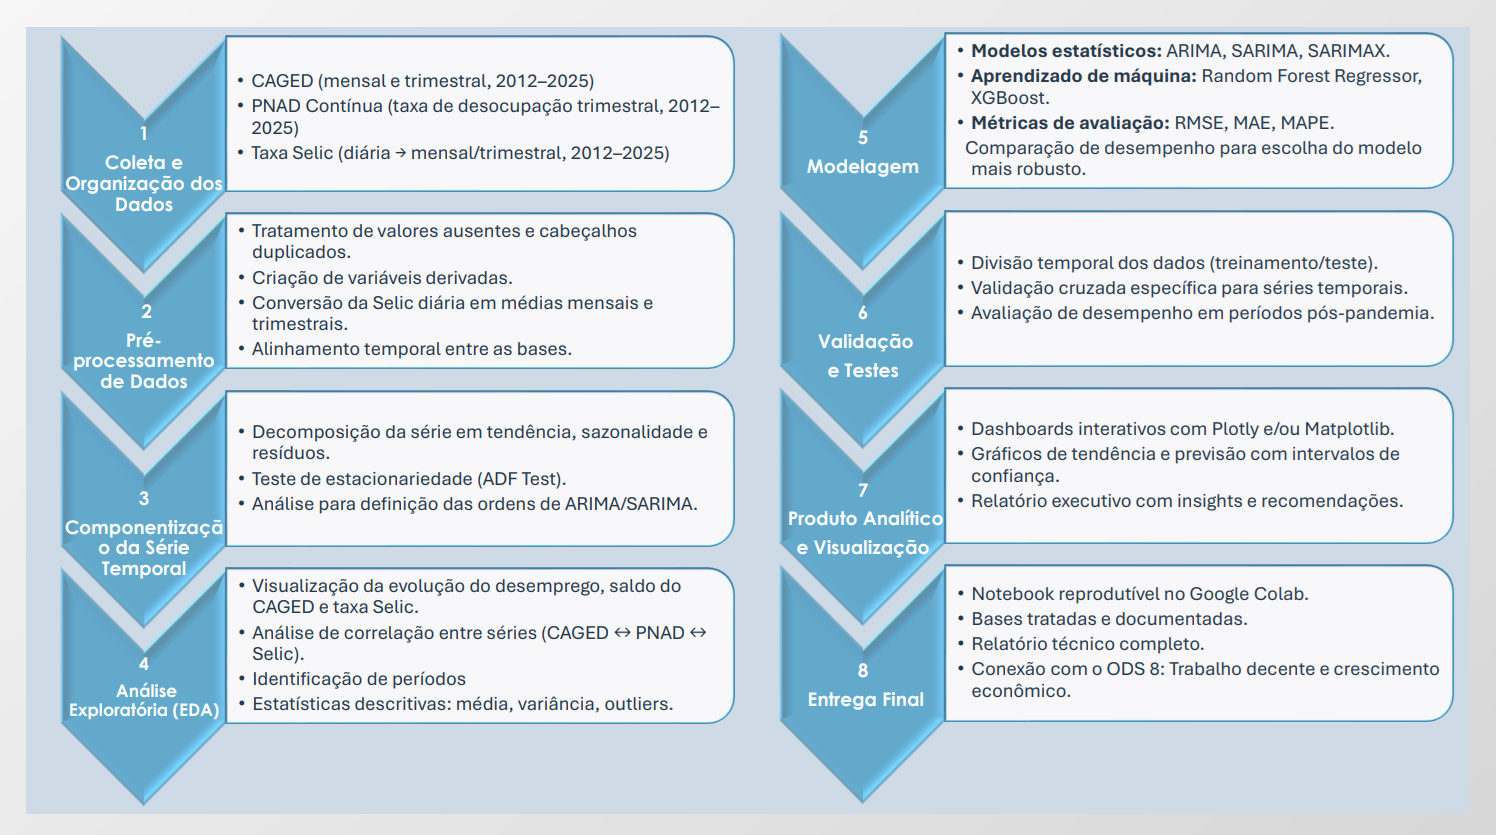 1
Coleta e
Organização dos
Dados
• CAGED (mensal e trimestral, 2012–2025)
• PNAD Contínua (taxa de desocupação trimestral, 2012–
2025)
• Taxa Selic (diária → mensal/trimestral, 2012–2025)
2
Pré-
processamento
de Dados
• Tratamento de valores ausentes e cabeçalhos
duplicados.
• Criação de variáveis derivadas.
• Conversão da Selic diária em médias mensais e
trimestrais.
• Alinhamento temporal entre as bases.
3
Componentizaçã
o da Série
Temporal
• Decomposição da série em tendência, sazonalidade e
resíduos.
• Teste de estacionariedade (ADF Test).
• Análise para definição das ordens de ARIMA/SARIMA.
4
Análise
Exploratória (EDA)
• Visualização da evolução do desemprego, saldo do
CAGED e taxa Selic.
• Análise de correlação entre séries (CAGED ↔ PNAD ↔
Selic).
• Identificação de períodos
• Estatísticas descritivas: média, variância, outliers.
5
Modelagem
• Modelos estatísticos: ARIMA, SARIMA, SARIMAX.
• Aprendizado de máquina: Random Forest Regressor,
XGBoost.
• Métricas de avaliação: RMSE, MAE, MAPE.
Comparação de desempenho para escolha do modelo
mais robusto.
6
Validação
e Testes
• Divisão temporal dos dados (treinamento/teste).
• Validação cruzada específica para séries temporais.
• Avaliação de desempenho em períodos pós-pandemia.
7
Produto Analítico
e Visualização
• Dashboards interativos com Plotly e/ou Matplotlib.
• Gráficos de tendência e previsão com intervalos de
confiança.
• Relatório executivo com insights e recomendações.
8
Entrega Final
• Notebook reprodutível no Google Colab.
• Bases tratadas e documentadas.
• Relatório técnico completo.
• Conexão com o ODS 8: Trabalho decente e crescimento
econômico.